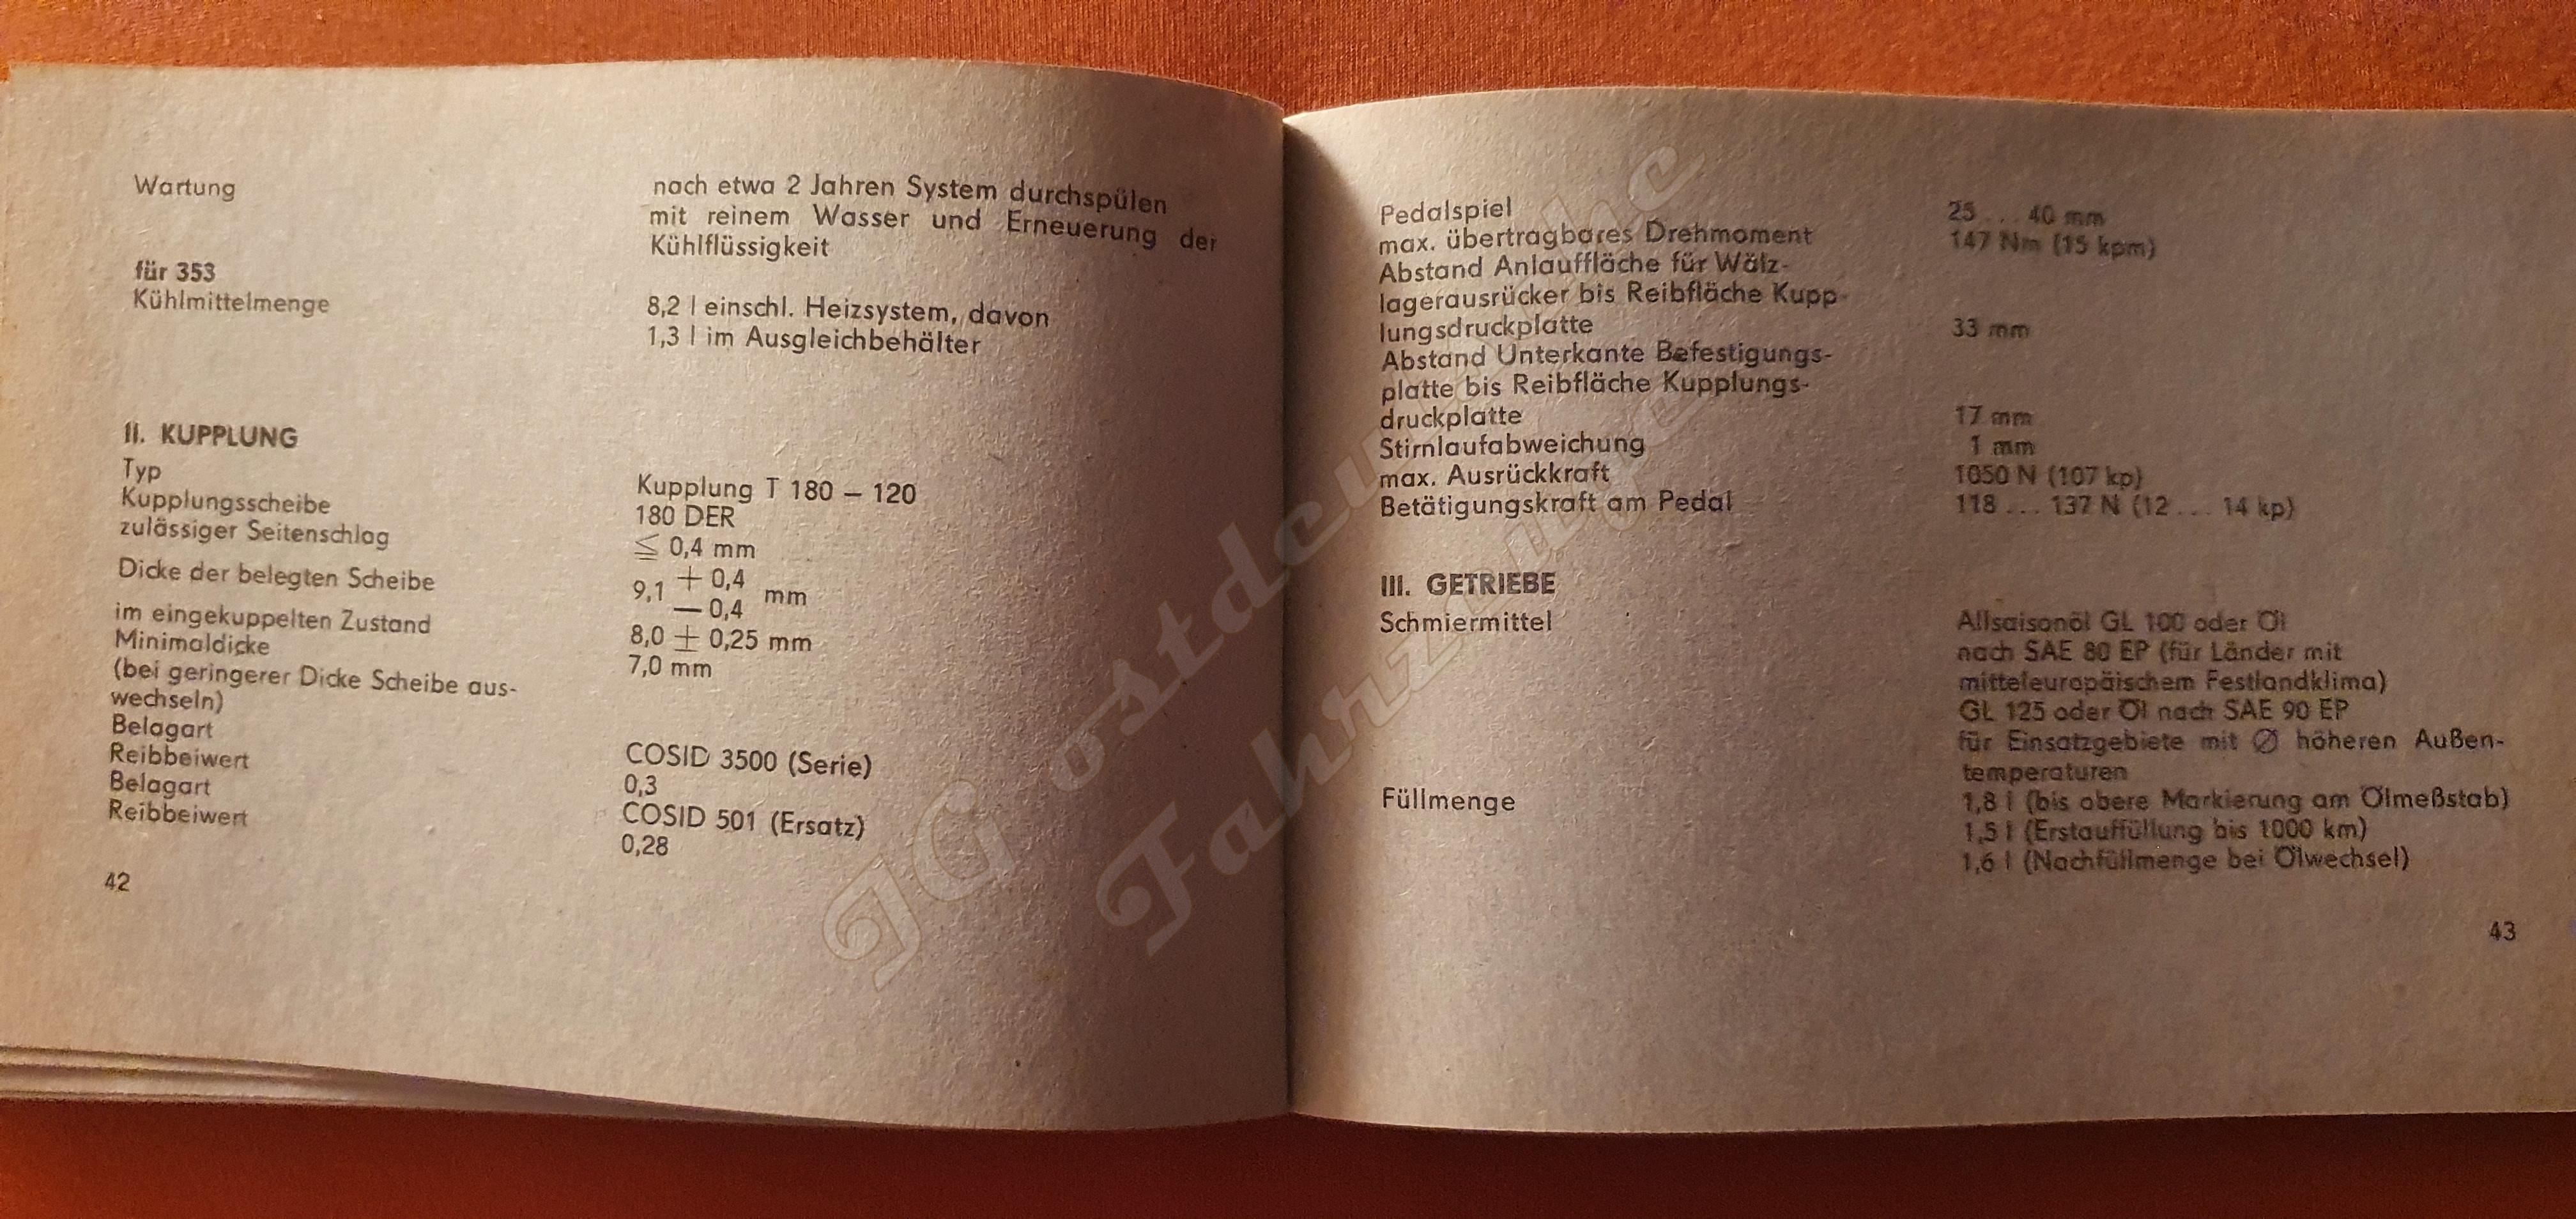 Wartung nach etwa 2 Jahren System durchspülen
mit reinem Wasser und Erneuerung der
Kühlflüssigkeit
für 353
Kühlmittelmenge 8,2 l einschl. Heizsystem, davon
1,3 l im Ausgleichbehälter
II. KUPPLUNG
Typ Kupplung T 180 – 120
Kupplungsscheibe 180 DER
zulässiger Seitenschlag ≦ 0,4 mm
Dicke der belegten Scheibe 9,1 + 0,4 — 0,4 mm
im eingekuppelten Zustand 8,0 ± 0,25 mm
Minimaldicke 7,0 mm
(bei geringerer Dicke Scheibe aus-
wechseln)
Belagart COSID 3500 (Serie)
Reibbeiwert 0,3
Belagart COSID 501 (Ersatz)
Reibbeiwert 0,28
42
Pedalspiel 25 ... 40 mm
max. übertragbares Drehmoment 147 Nm (15 kpm)
Abstand Anlauffläche für Wälz-
lagerausrücker bis Reibfläche Kupp-
lungsdruckplatte 33 mm
Abstand Unterkante Befestigungs-
platte bis Reibfläche Kupplungs-
druckplatte 17 mm
Stirnlaufabweichung 1 mm
max. Ausrückkraft 1050 N (107 kp)
Betätigungskraft am Pedal 118 ... 137 N (12 ... 14 kp)
III. GETRIEBE
Schmiermittel Allsaisonöl GL 100 oder Öl
nach SAE 80 EP (für Länder mit
mitteleuropäischem Festlandklima)
GL 125 oder Öl nach SAE 90 EP
für Einsatzgebiete mit ∅ höheren Außen-
temperaturen
Füllmenge 1,8 l (bis obere Markierung am Ölmeßstab)
1,5 l (Erstauffüllung bis 1000 km)
1,6 l (Nachfüllmenge bei Ölwechsel)
43
IG ostdeutsche
Fahrzeuge